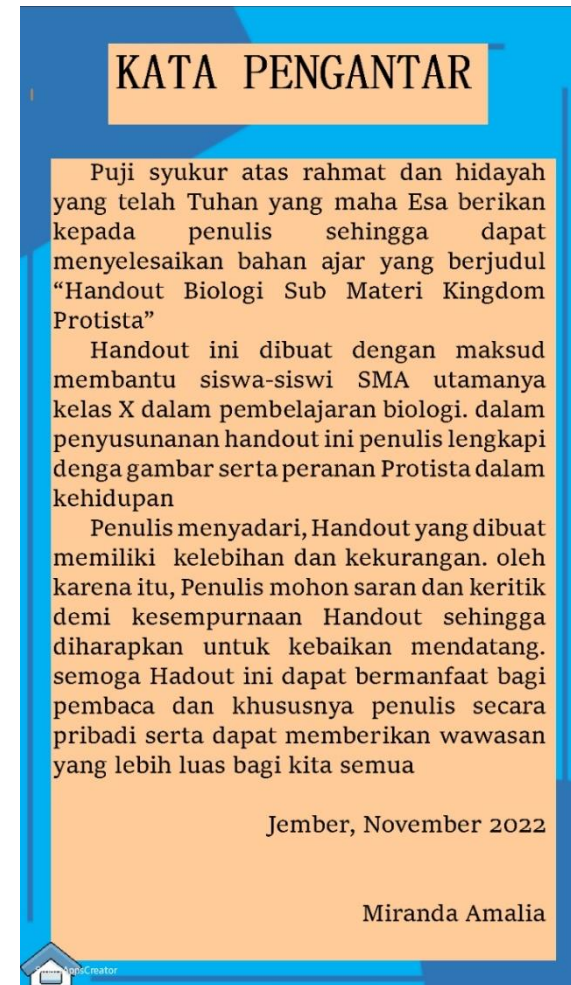 KATA PENGANTAR
Puji syukur atas rahmat dan hidayah
yang telah Tuhan yang maha Esa berikan
kepada penulis sehingga dapat
menyelesaikan bahan ajar yang berjudul
“Handout Biologi Sub Materi Kingdom
Protista”
Handout ini dibuat dengan maksud
membantu siswa-siswi SMA utamanya
kelas X dalam pembelajaran biologi. dalam
penyusunanan handout ini penulis lengkapi
denga gambar serta peranan Protista dalam
kehidupan
Penulis menyadari, Handout yang dibuat
memiliki kelebihan dan kekurangan. oleh
karena itu, Penulis mohon saran dan keritik
demi kesempurnaan Handout sehingga
diharapkan untuk kebaikan mendatang.
semoga Hadout ini dapat bermanfaat bagi
pembaca dan khususnya penulis secara
pribadi serta dapat memberikan wawasan
yang lebih luas bagi kita semua
Jember, November 2022
Miranda Amalia